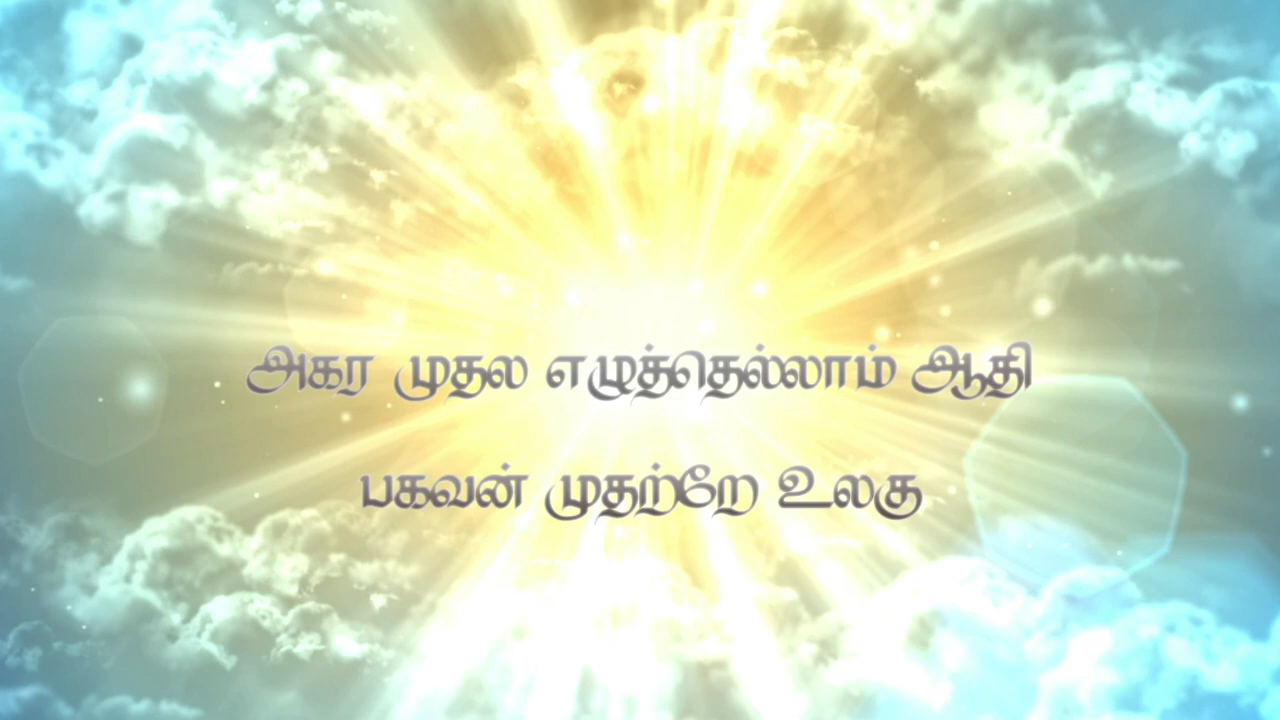 அகர முதல எழுத்தெல்லாம் ஆதி
பகவன் முதற்றே உலகு